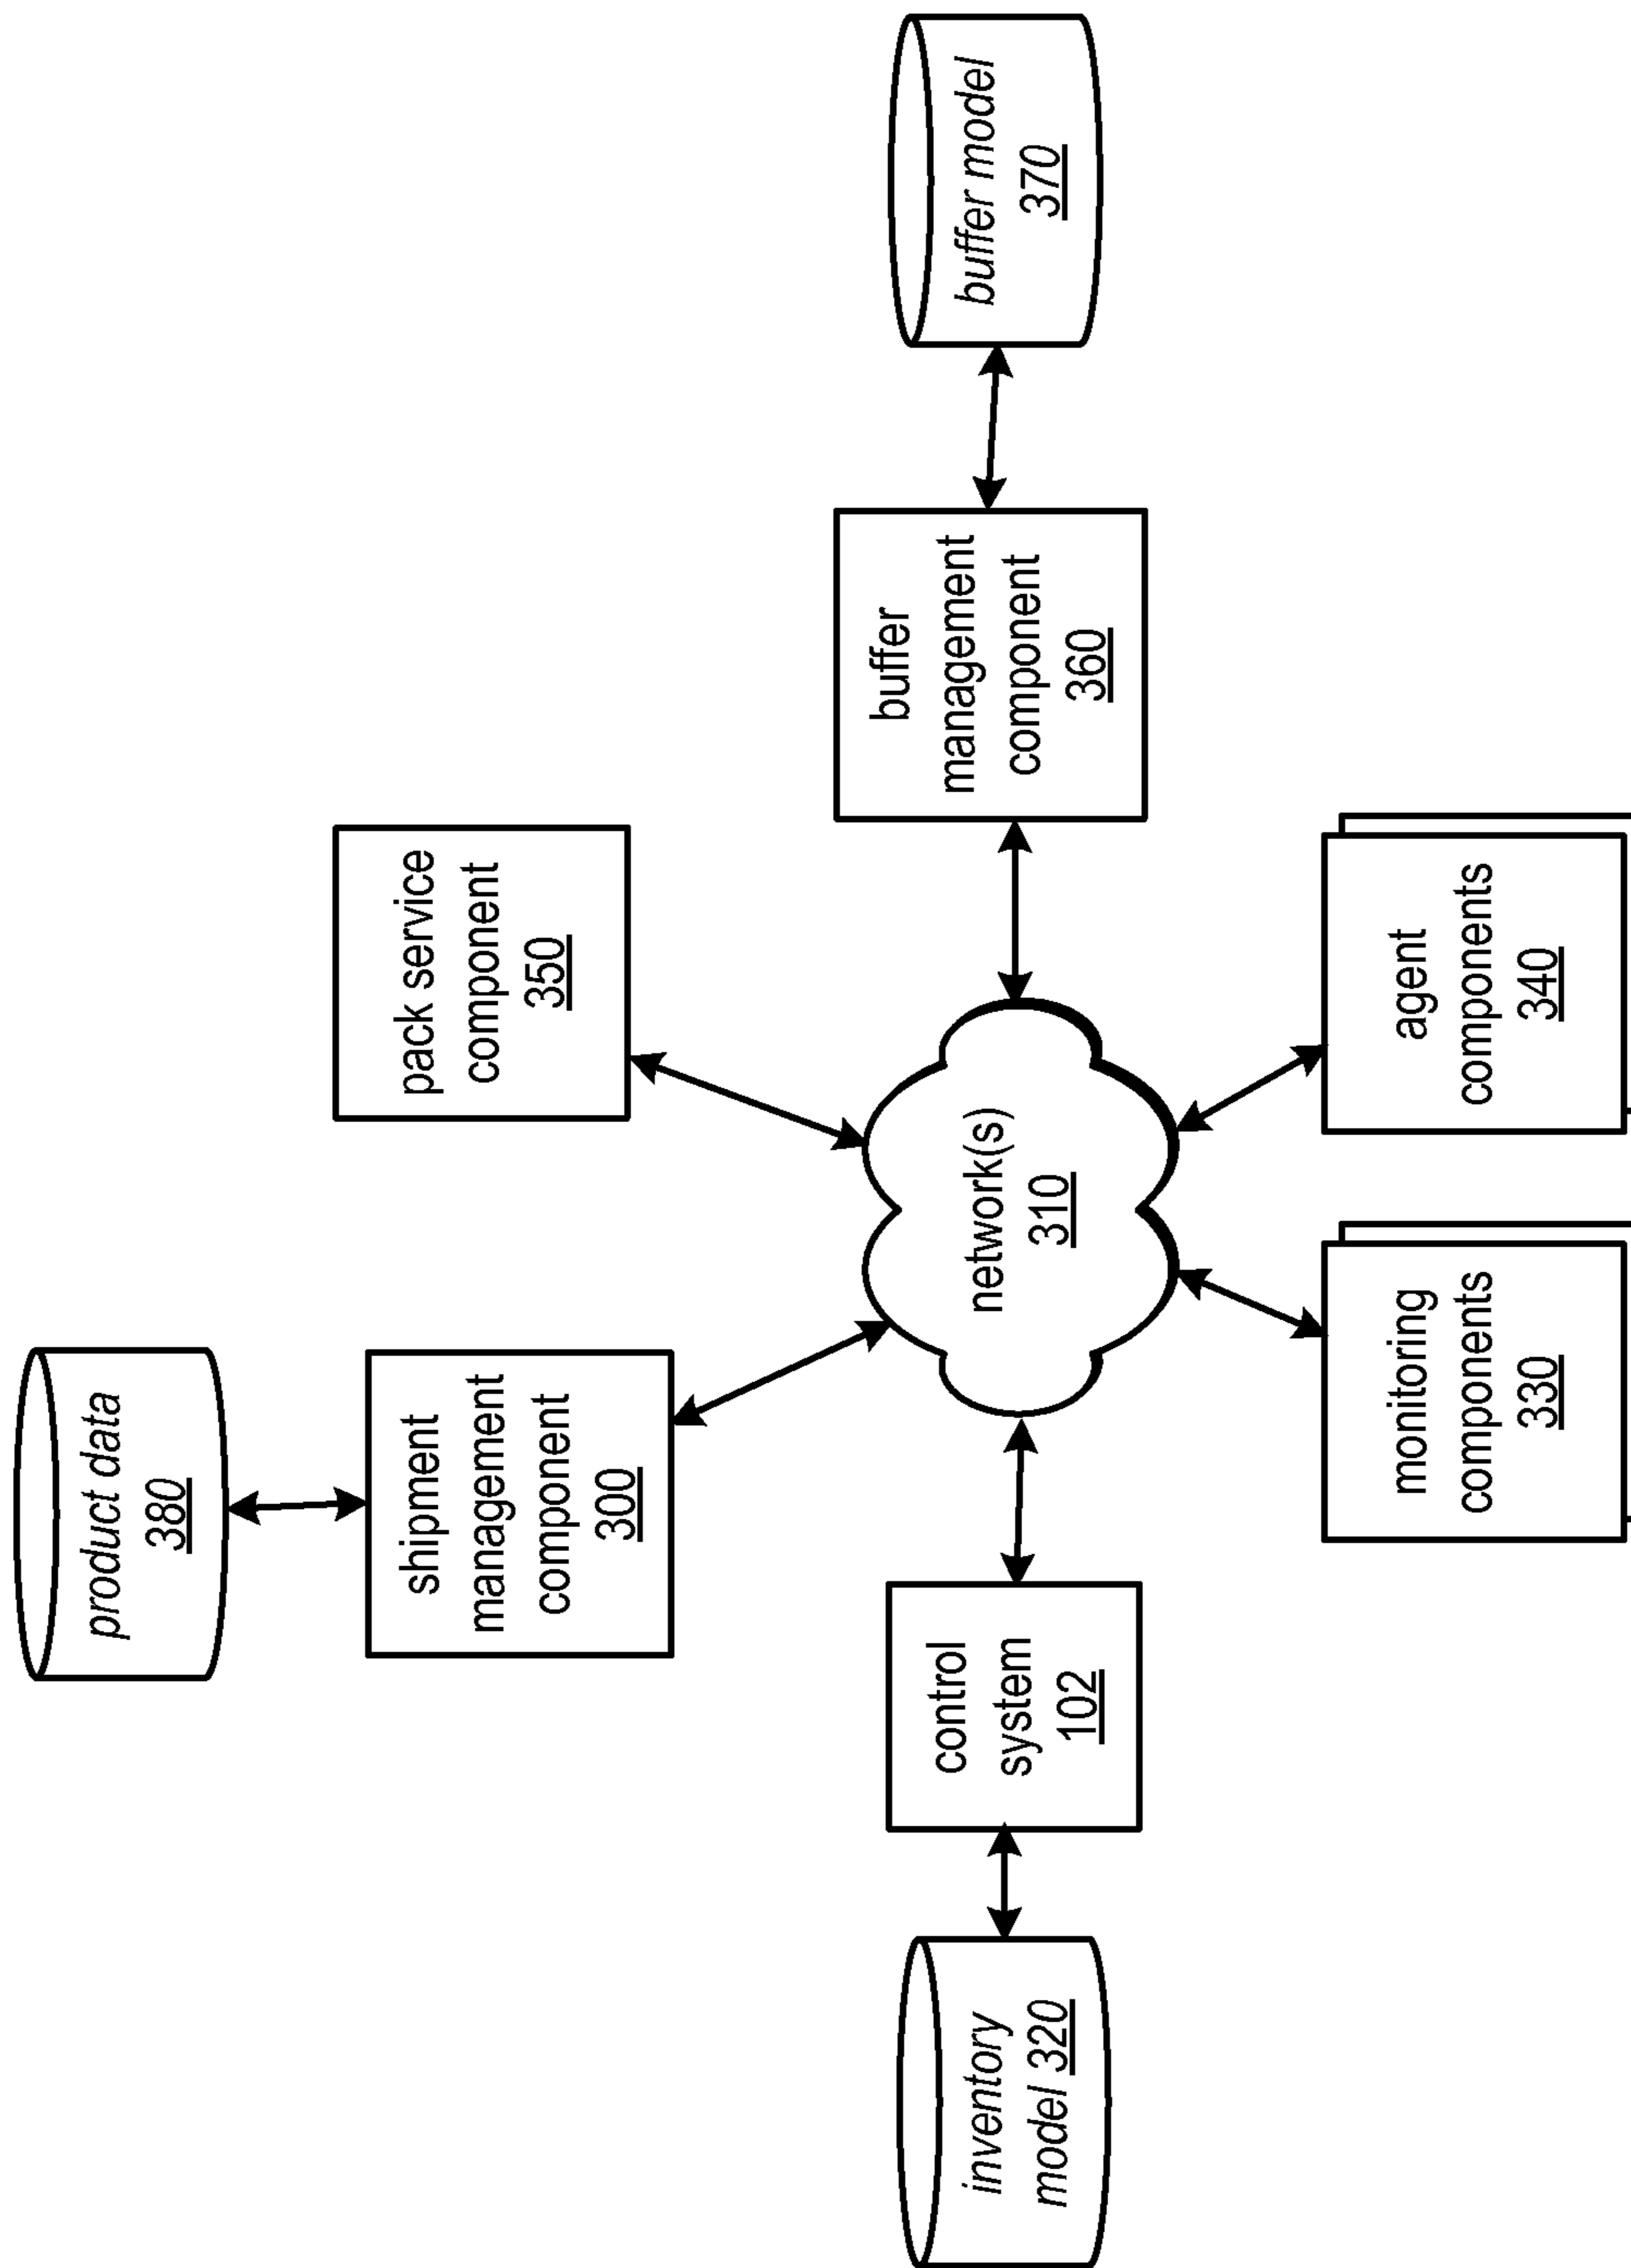 product data
380
shipment
management
component
300
pack service
component
350
inventory
model 320
control
system
102
network(s)
310
buffer
management
component
360
buffer model
370
monitoring
components
330
agent
components
340